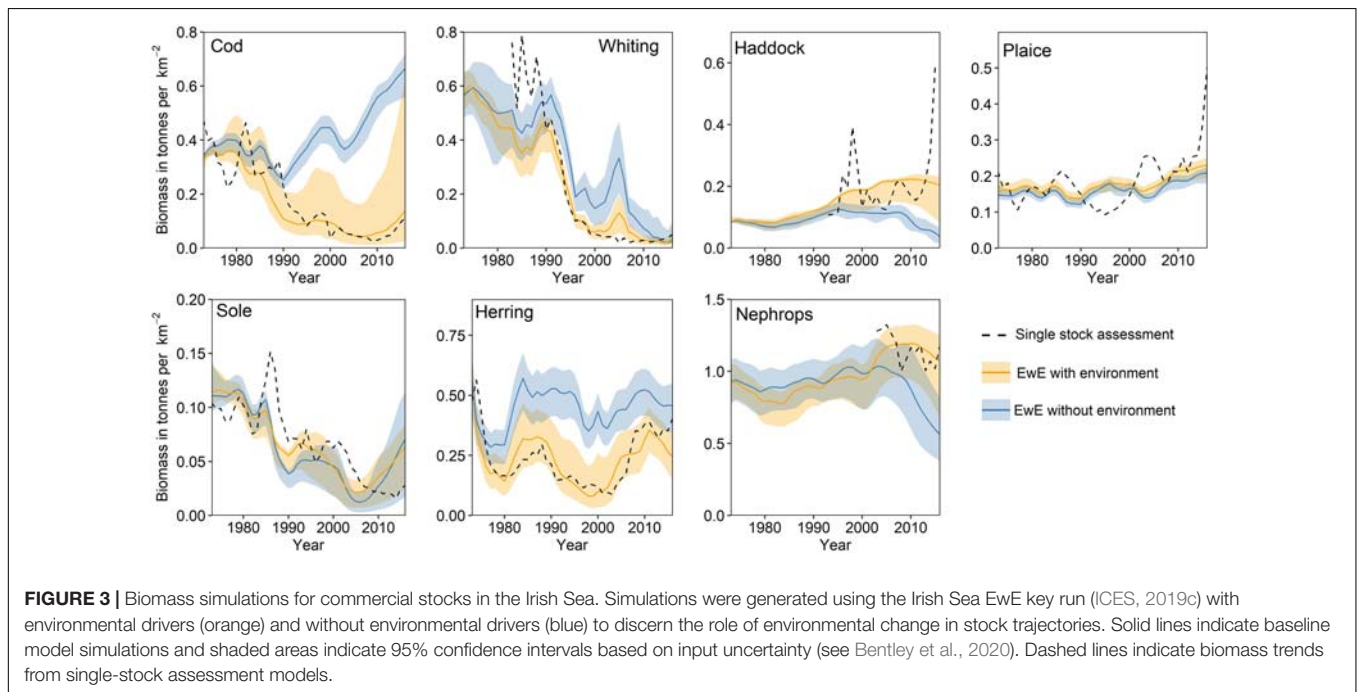 Cod
Whiting
Haddock
Plaice
Biomass in tonnes per km−2
0.8
0.6
0.4
0.2
0.0
1980
1990
2000
2010
Year
0.8
0.6
0.4
0.2
0.0
1980
1990
2000
2010
Year
0.6
0.4
0.2
0.0
1980
1990
2000
2010
Year
0.5
0.4
0.3
0.2
0.1
0.0
1980
1990
2000
2010
Year
Sole
Herring
Nephrops
Biomass in tonnes per km−2
0.20
0.15
0.10
0.05
0.00
1980
1990
2000
2010
Year
0.75
0.50
0.25
0.00
1980
1990
2000
2010
Year
1.5
1.0
0.5
0.0
1980
1990
2000
2010
Year
Single stock assessment
EwE with environment
EwE without environment
FIGURE 3 | Biomass simulations for commercial stocks in the Irish Sea. Simulations were generated using the Irish Sea EwE key run (ICES, 2019c) with
environmental drivers (orange) and without environmental drivers (blue) to discern the role of environmental change in stock trajectories. Solid lines indicate baseline
model simulations and shaded areas indicate 95% confidence intervals based on input uncertainty (see Bentley et al., 2020). Dashed lines indicate biomass trends
from single-stock assessment models.